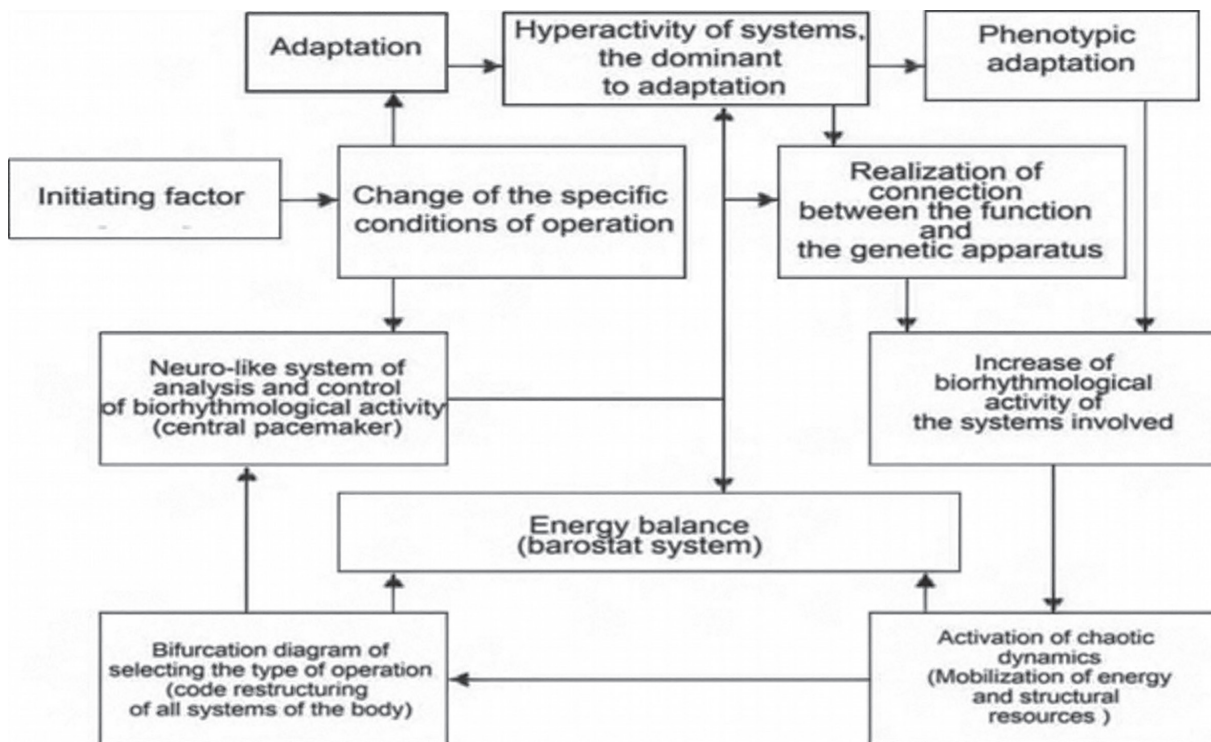 Adaptation
Hyperactivity of systems,
the dominant
to adaptation
Phenotypic
adaptation
Initiating factor
Change of the specific
conditions of operation
Realization of
connection
between the function
and
the genetic apparatus
Neuro-like system of
analysis and control
of biorhythmological activity
(central pacemaker)
Increase of
biorhythmological
activity of
the systems involved
Energy balance
(barostat system)
Bifurcation diagram of
selecting the type of operation
(code restructuring
of all systems of the body)
Activation of chaotic
dynamics
(Mobilization of energy
and structural
resources )